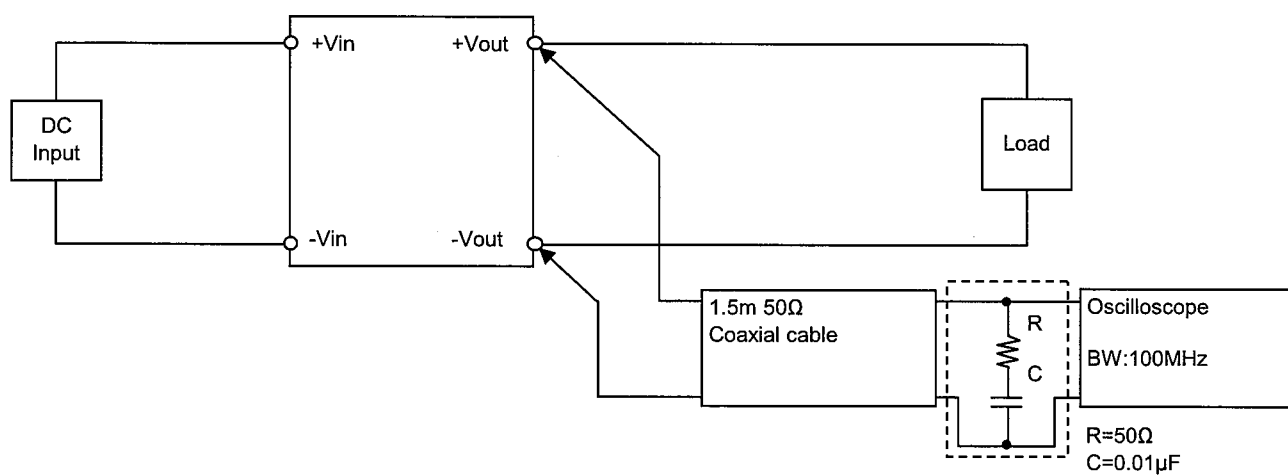 +Vin
+Vout
DC
Input
Load
-Vin
-Vout
1.5m 50Ω
Coaxial cable
R
C
Oscilloscope
BW:100MHz
R=50Ω
C=0.01µF